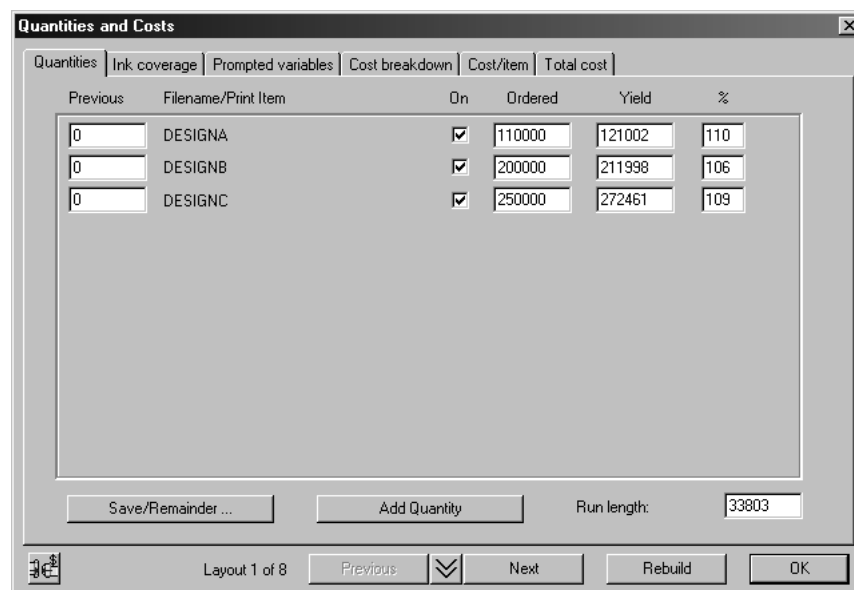 Quantities and Costs
Quantities Ink coverage Prompted variables Cost breakdown Cost/item Total cost
Previous Filename/Print Item On Ordered Yield %
0 DESIGNA 110000 121002 110
0 DESIGNB 200000 211998 106
0 DESIGNC 250000 272461 109
Save/Remainder ... Add Quantity Run length: 33803
Layout 1 of 8 Previous Next Rebuild OK